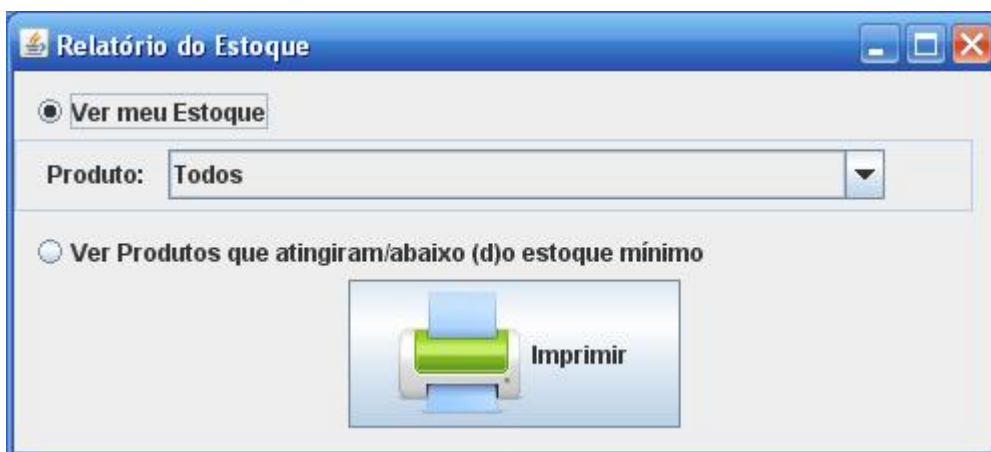 Relatório do Estoque
Ver meu Estoque
Produto: Todos
Ver Produtos que atingiram/abaixo (d)o estoque mínimo
Imprimir